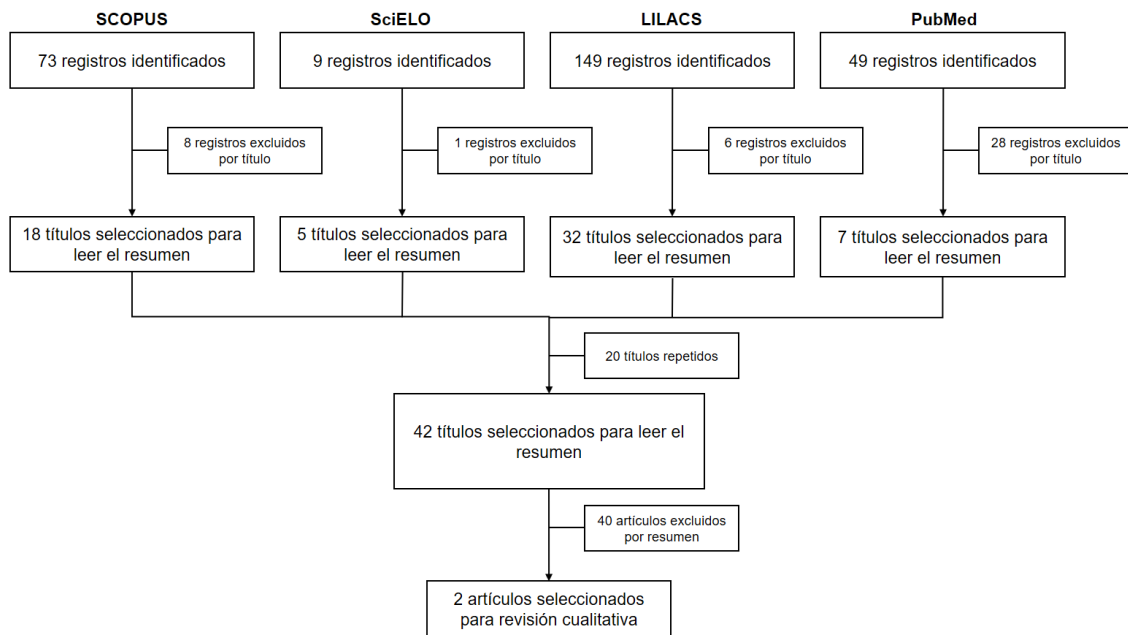 SCOPUS
SciELO
LILACS
PubMed
73 registros identificados
9 registros identificados
149 registros identificados
49 registros identificados
8 registros excluidos
por título
1 registros excluidos
por título
6 registros excluidos
por título
28 registros excluidos
por título
18 títulos seleccionados para
leer el resumen
5 títulos seleccionados para
leer el resumen
32 títulos seleccionados para
leer el resumen
7 títulos seleccionados para
leer el resumen
20 títulos repetidos
42 títulos seleccionados para leer el
resumen
40 artículos excluidos
por resumen
2 artículos seleccionados
para revisión cualitativa